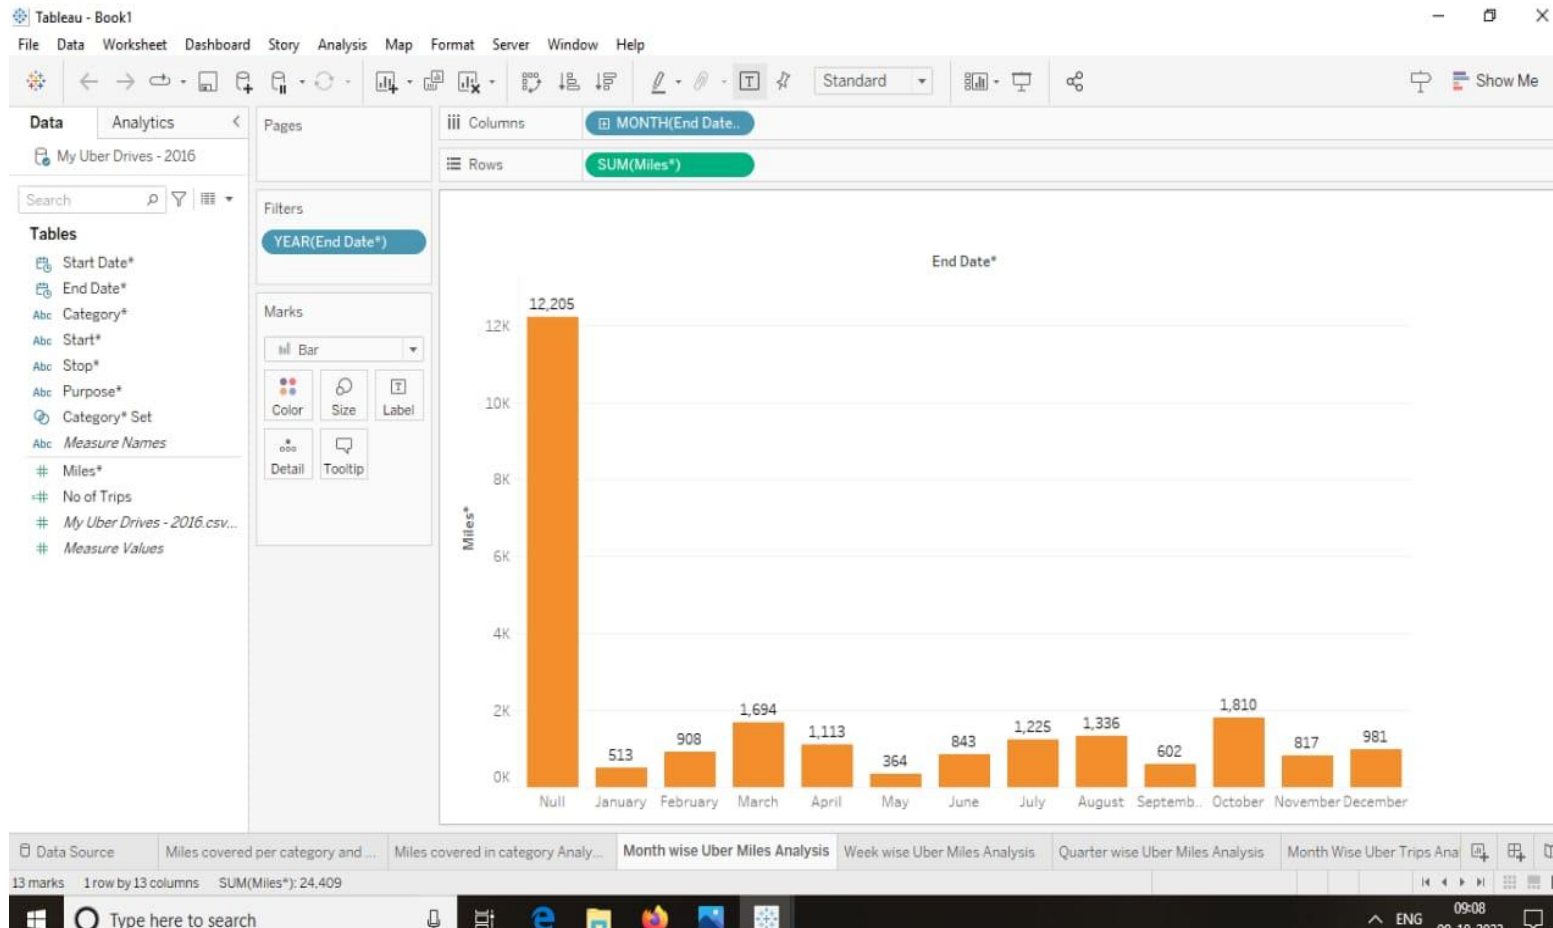 Tableau - Book1
File Data Worksheet Dashboard Story Analysis Map Format Server Window Help
Standard
Show Me
Data Analytics
My Uber Drives - 2016
Search
Tables
Start Date*
End Date*
Abc Category*
Abc Start*
Abc Stop*
Abc Purpose*
Category* Set
Abc Measure Names
# Miles*
=# No of Trips
# My Uber Drives - 2016.csv...
# Measure Values
Pages
Filters
YEAR(End Date*)
Marks
Bar
Color Size Label
Detail Tooltip
Columns MONTH(End Date..
Rows SUM(Miles*)
End Date*
Miles*
12K
10K
8K
6K
4K
2K
0K
12,205
513
908
1,694
1,113
364
843
1,225
1,336
602
1,810
817
981
Null January February March April May June July August Septemb.. October November December
Data Source Miles covered per category and ... Miles covered in category Analy... Month wise Uber Miles Analysis Week wise Uber Miles Analysis Quarter wise Uber Miles Analysis Month Wise Uber Trips Ana
13 marks 1 row by 13 columns SUM(Miles*): 24,409
Type here to search
ENG
09:08